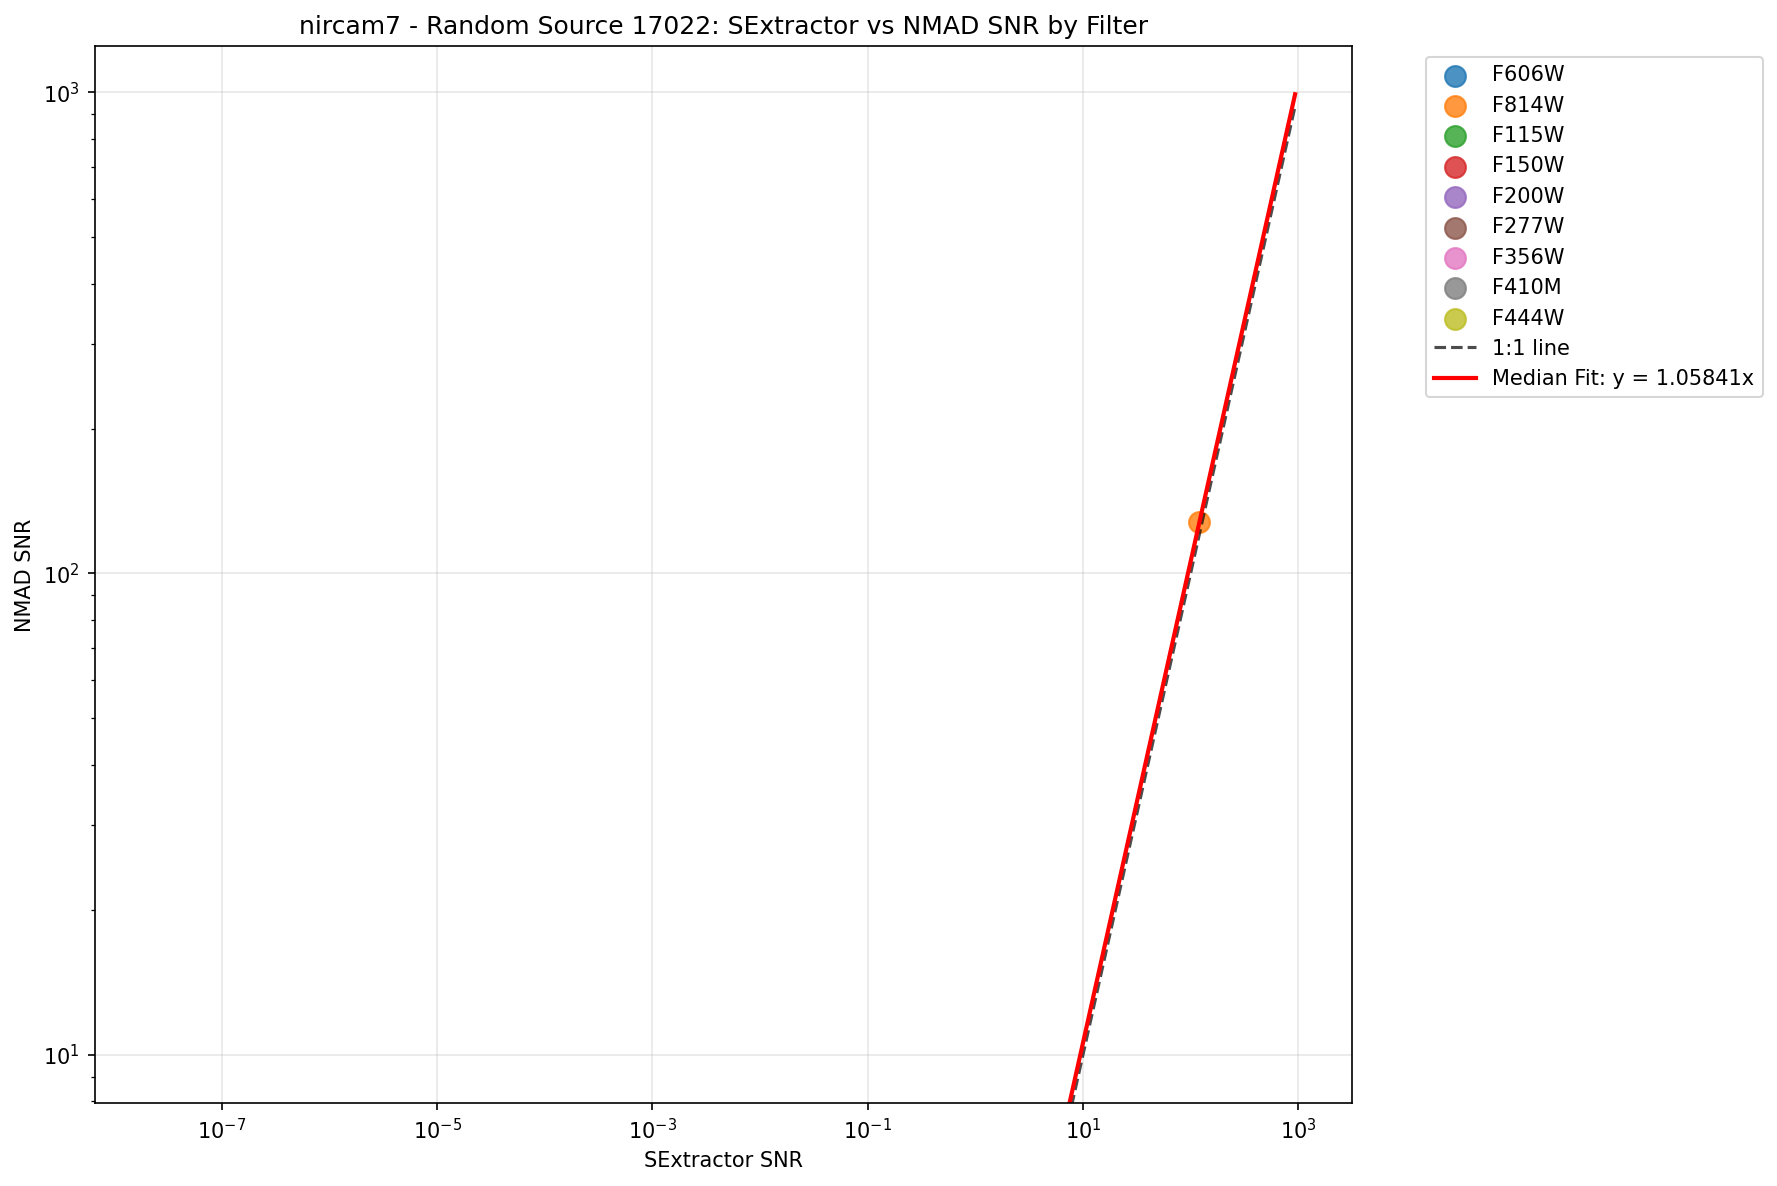 nircam7 - Random Source 17022: SExtractor vs NMAD SNR by Filter
NMAD SNR
10³
10²
10¹
10⁻⁷
10⁻⁵
10⁻³
10⁻¹
10¹
10³
SExtractor SNR
F606W
F814W
F115W
F150W
F200W
F277W
F356W
F410M
F444W
1:1 line
Median Fit: y = 1.05841x